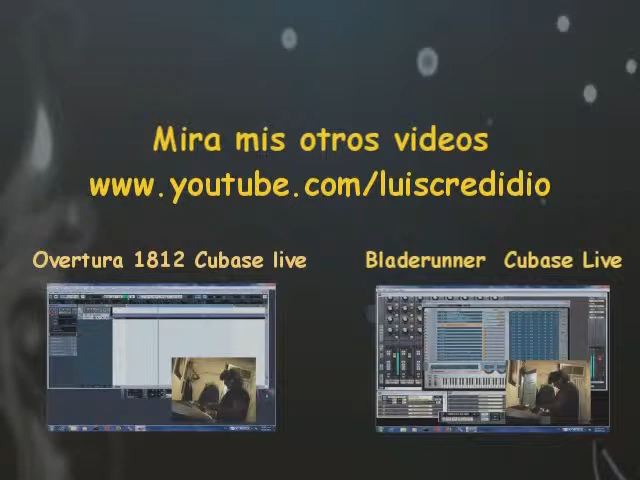 Mira mis otros videos
www.youtube.com/luiscredidio
Overtura 1812 Cubase live
Bladerunner Cubase Live